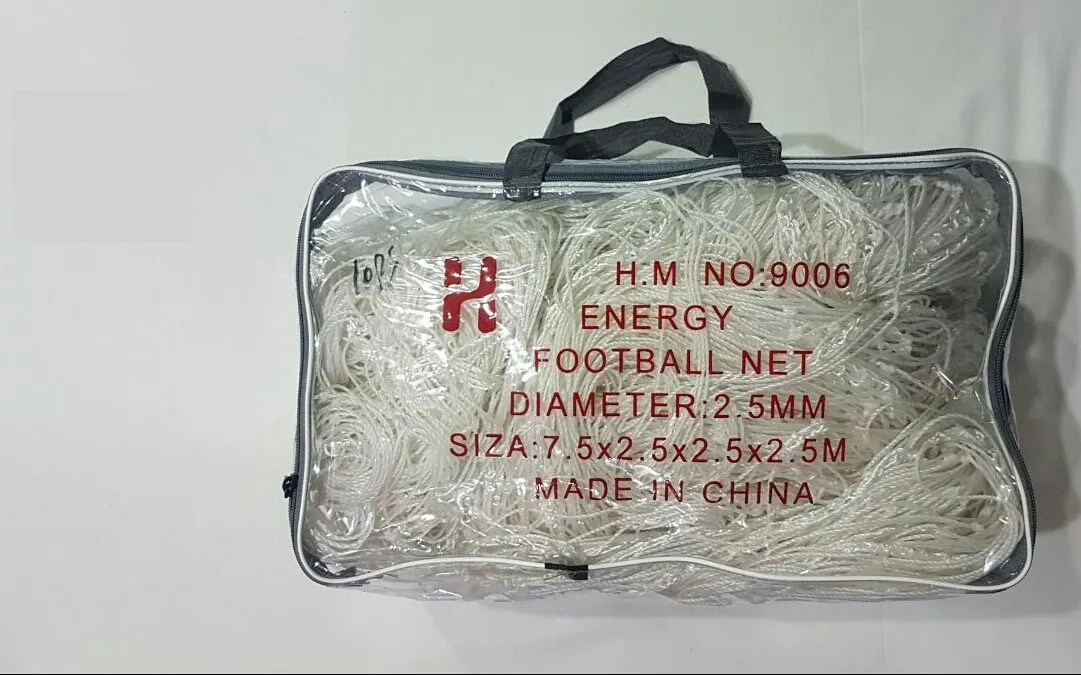 H.M NO:9006
ENERGY
FOOTBALL NET
DIAMETER:2.5MM
SIZA:7.5x2.5x2.5x2.5M
MADE IN CHINA